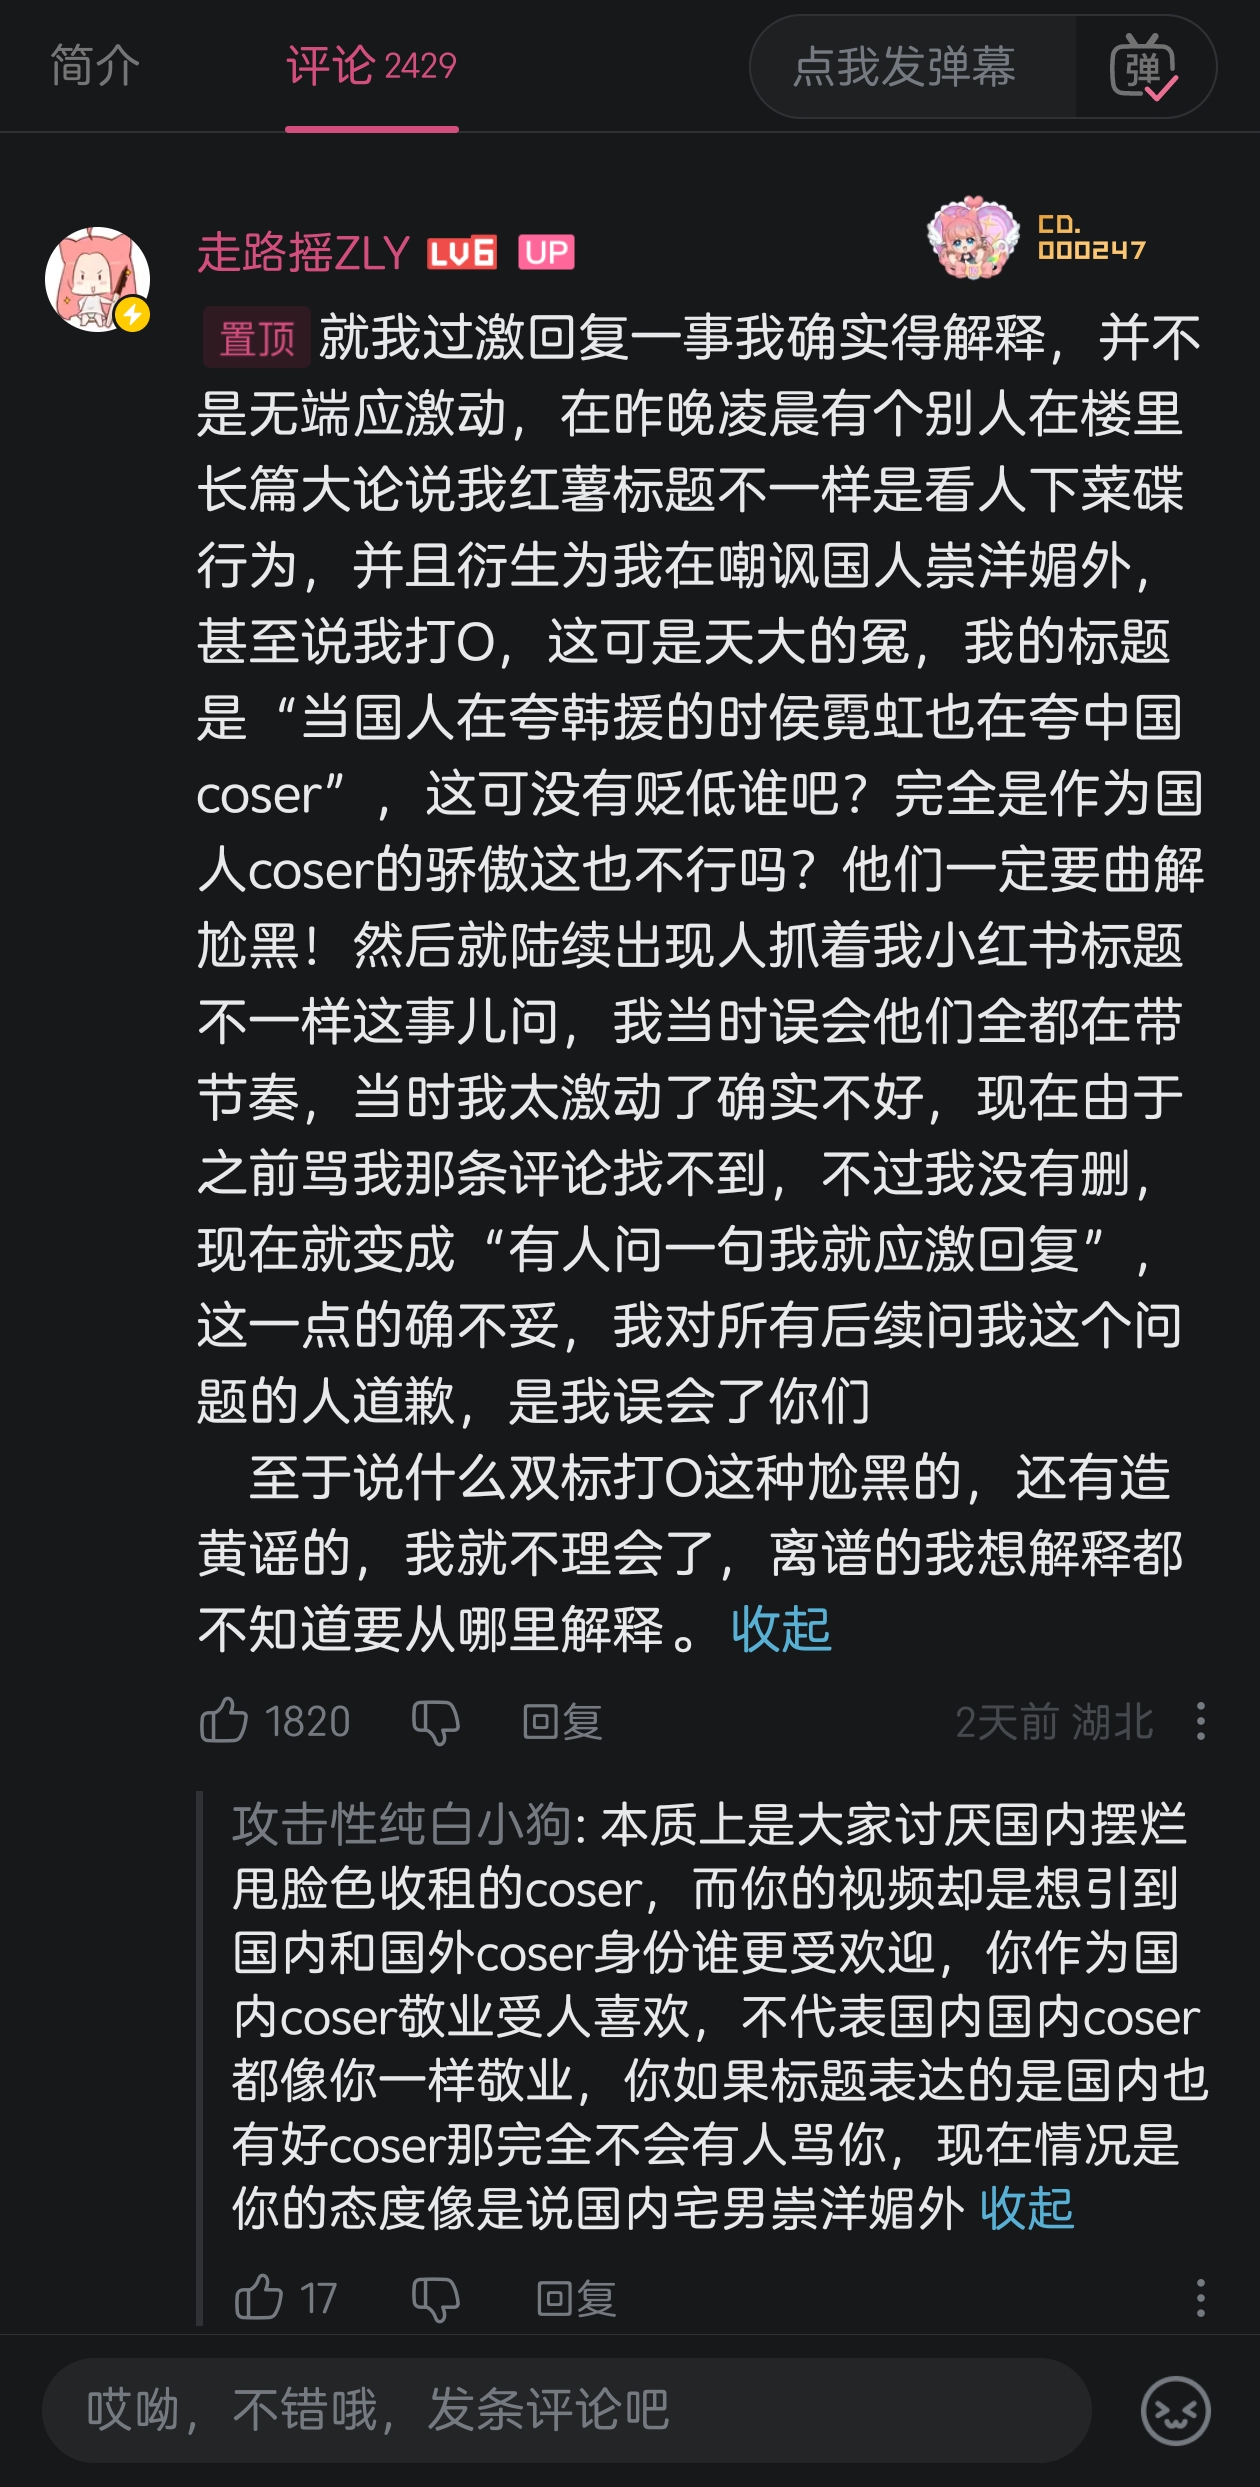 简介
评论 2429
点我发弹幕
弹
走路摇ZLY LV6 UP
CD.
000247
置顶 就我过激回复一事我确实得解释，并不
是无端应激动，在昨晚凌晨有个别人在楼里
长篇大论说我红薯标题不一样是看人下菜碟
行为，并且衍生为我在嘲讽国人崇洋媚外，
甚至说我打O，这可是天大的冤，我的标题
是“当国人在夸韩援的时侯霓虹也在夸中国
coser”，这可没有贬低谁吧？完全是作为国
人coser的骄傲这也不行吗？他们一定要曲解
尬黑！然后就陆续出现人抓着我小红书标题
不一样这事儿问，我当时误会他们全都在带
节奏，当时我太激动了确实不好，现在由于
之前骂我那条评论找不到，不过我没有删，
现在就变成“有人问一句我就应激回复”，
这一点的确不妥，我对所有后续问我这个问
题的人道歉，是我误会了你们
至于说什么双标打O这种尬黑的，还有造
黄谣的，我就不理会了，离谱的我想解释都
不知道要从哪里解释。收起
1820 回复 2天前 湖北
攻击性纯白小狗: 本质上是大家讨厌国内摆烂
甩脸色收租的coser，而你的视频却是想引到
国内和国外coser身份谁更受欢迎，你作为国
内coser敬业受人喜欢，不代表国内国内coser
都像你一样敬业，你如果标题表达的是国内也
有好coser那完全不会有人骂你，现在情况是
你的态度像是说国内宅男崇洋媚外 收起
17 回复
哎呦，不错哦，发条评论吧